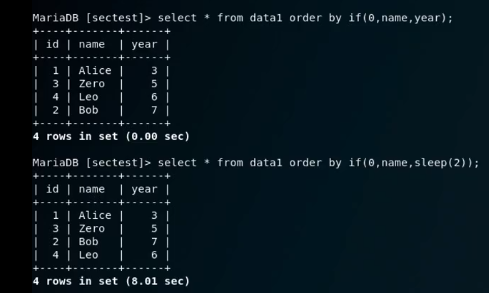 MariaDB [sectest]> select * from data1 order by if(0,name,year);
+----+-------+------+
| id | name  | year |
+----+-------+------+
|  1 | Alice |    3 |
|  3 | Zero  |    5 |
|  4 | Leo   |    6 |
|  2 | Bob   |    7 |
+----+-------+------+
4 rows in set (0.00 sec)
MariaDB [sectest]> select * from data1 order by if(0,name,sleep(2));
+----+-------+------+
| id | name  | year |
+----+-------+------+
|  1 | Alice |    3 |
|  3 | Zero  |    5 |
|  2 | Bob   |    7 |
|  4 | Leo   |    6 |
+----+-------+------+
4 rows in set (8.01 sec)